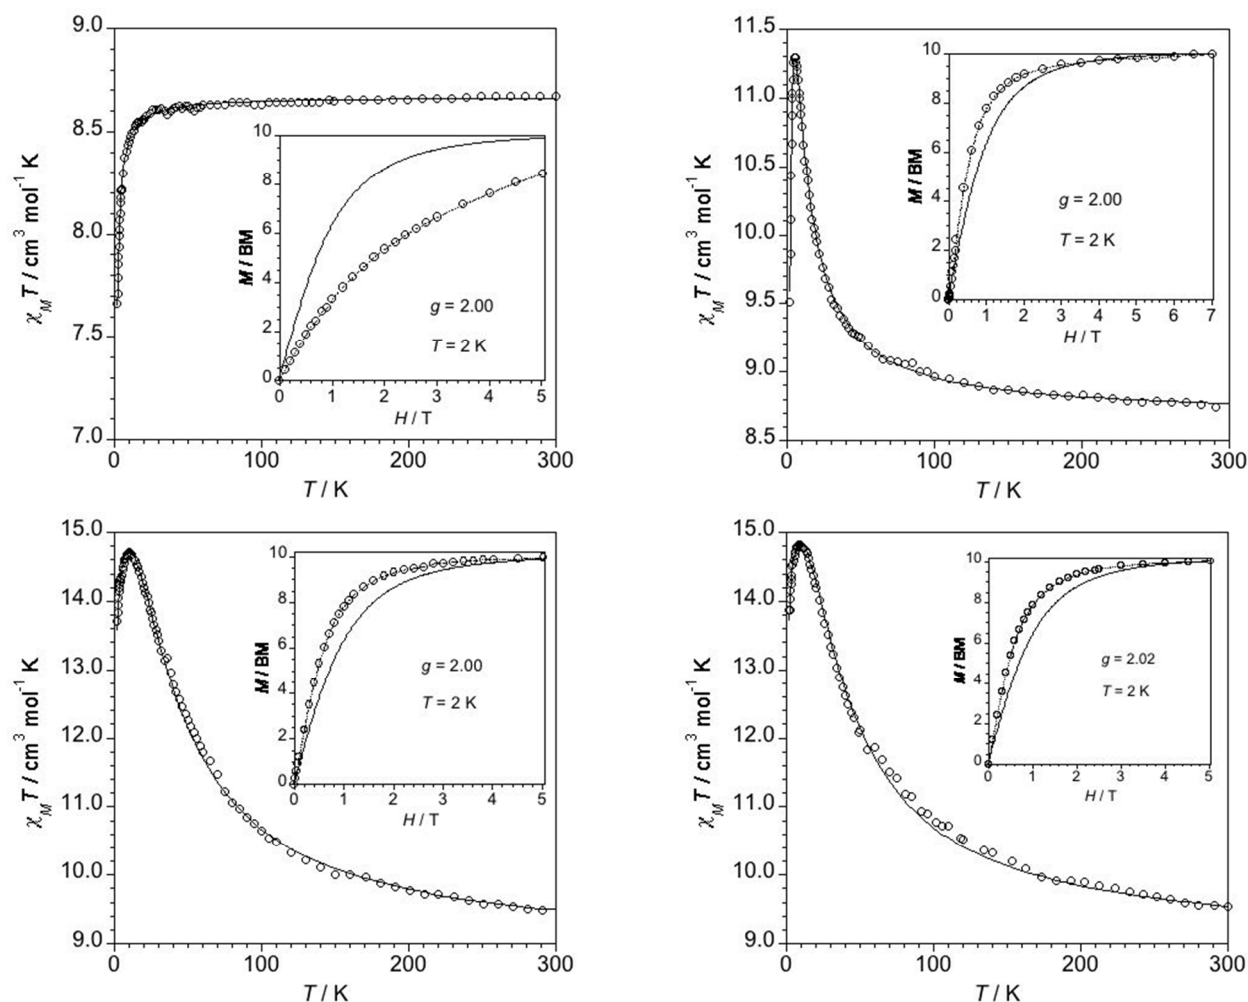 9.0
8.5
8.0
7.5
7.0
χM T / cm3 mol−1 K
0 100 200 300
T / K
10
8
6
4
2
0
M / BM
g = 2.00
T = 2 K
0 1 2 3 4 5
H / T
11.5
11.0
10.5
10.0
9.5
9.0
8.5
χM T / cm3 mol−1 K
0 100 200 300
T / K
10
8
6
4
2
0
M / BM
g = 2.00
T = 2 K
0 1 2 3 4 5 6 7
H / T
15.0
14.0
13.0
12.0
11.0
10.0
9.0
χM T / cm3 mol−1 K
0 100 200 300
T / K
10
8
6
4
2
0
M / BM
g = 2.00
T = 2 K
0 1 2 3 4 5
H / T
15.0
14.0
13.0
12.0
11.0
10.0
9.0
χM T / cm3 mol−1 K
0 100 200 300
T / K
10
8
6
4
2
0
M / BM
g = 2.02
T = 2 K
0 1 2 3 4 5
H / T